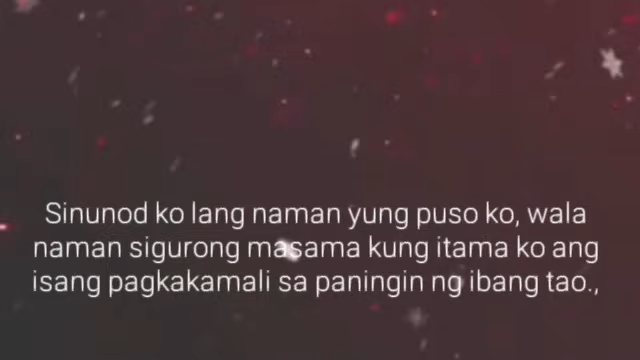 Sinunod ko lang naman yung puso ko, wala
naman sigurong masama kung itama ko ang
isang pagkakamali sa paningin ng ibang tao.,